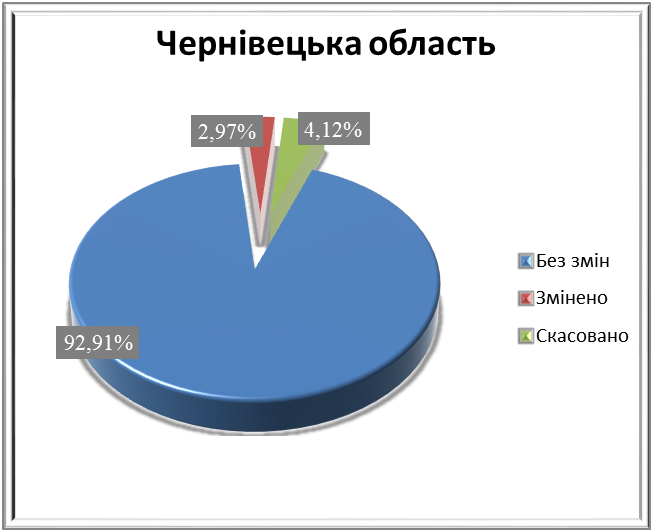 Чернівецька область
2,97%
4,12%
92,91%
Без змін
Змінено
Скасовано